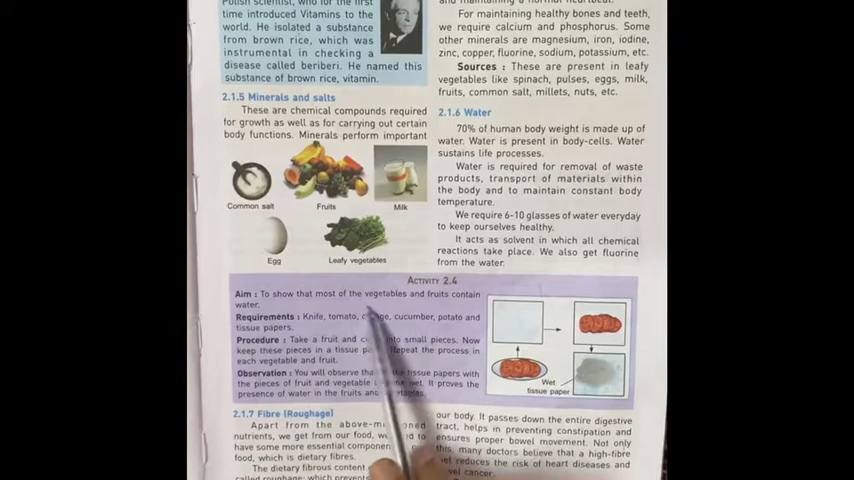 Polish scientist, who for the first
time introduced Vitamins to the
world. He isolated a substance
from brown rice, which was
instrumental in checking a
disease called beriberi. He named this
substance of brown rice, vitamin.
2.1.5 Minerals and salts
These are chemical compounds required
for growth as well as for carrying out certain
body functions. Minerals perform important
Common salt
Fruits
Milk
Egg
Leafy vegetables
and maintaining a normal heartbeat.
For maintaining healthy bones and teeth,
we require calcium and phosphorus. Some
other minerals are magnesium, iron, iodine,
zinc, copper, fluorine, sodium, potassium, etc.
Sources : These are present in leafy
vegetables like spinach, pulses, eggs, milk,
fruits, common salt, millets, nuts, etc.
2.1.6 Water
70% of human body weight is made up of
water. Water is present in body-cells. Water
sustains life processes.
Water is required for removal of waste
products, transport of materials within
the body and to maintain constant body
temperature.
We require 6-10 glasses of water everyday
to keep ourselves healthy.
It acts as solvent in which all chemical
reactions take place. We also get fluorine
from the water.
ACTIVITY 2.4
Aim : To show that most of the vegetables and fruits contain
water.
Requirements : Knife, tomato, cucumber, potato and
tissue papers.
Procedure : Take a fruit and into small pieces. Now
keep these pieces in a tissue Repeat the process in
each vegetable and fruit.
Observation : You will observe tissue papers with
the pieces of fruit and vegetable wet. It proves the
presence of water in the fruits and
Wet
tissue paper
2.1.7 Fibre (Roughage)
Apart from the
nutrients, we get from our food, we to
have some more essential of
food, which is dietary fibres.
The dietary fibrous content
called roughage; which
our body. It passes down the entire digestive
tract, helps in preventing constipation and
ensures proper bowel movement. Not only
this, many doctors believe that a high-fibre
reduces the risk of heart diseases and
cancer.